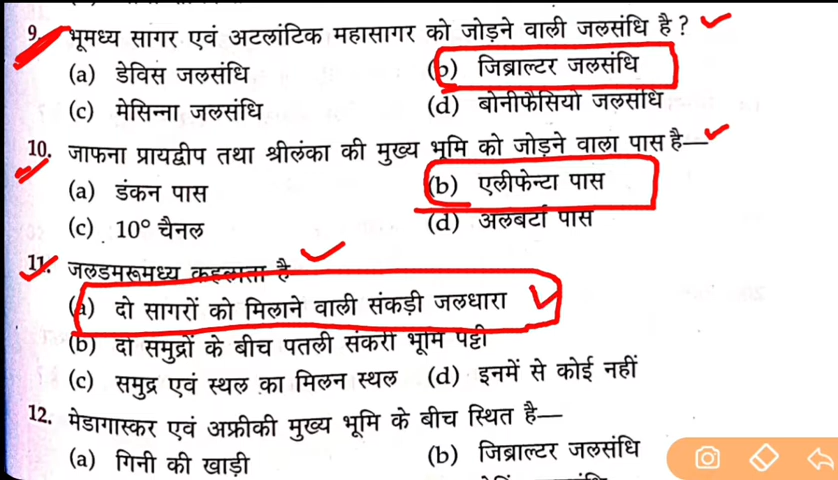 9. भूमध्य सागर एवं अटलांटिक महासागर को जोड़ने वाली जलसंधि है ?
(a) डेविस जलसंधि (b) जिब्राल्टर जलसंधि
(c) मेसिन्ना जलसंधि (d) बोनीफैसियो जलसंधि
10. जाफना प्रायद्वीप तथा श्रीलंका की मुख्य भूमि को जोड़ने वाला पास है—
(a) डंकन पास (b) एलीफेन्टा पास
(c) 10° चैनल (d) अलबर्टा पास
11. जलडमरूमध्य कहलाता है
(a) दो सागरों को मिलाने वाली संकड़ी जलधारा
(b) दो समुद्रों के बीच पतली संकरी भूमि पट्टी
(c) समुद्र एवं स्थल का मिलन स्थल (d) इनमें से कोई नहीं
12. मेडागास्कर एवं अफ्रीकी मुख्य भूमि के बीच स्थित है—
(a) गिनी की खाड़ी (b) जिब्राल्टर जलसंधि